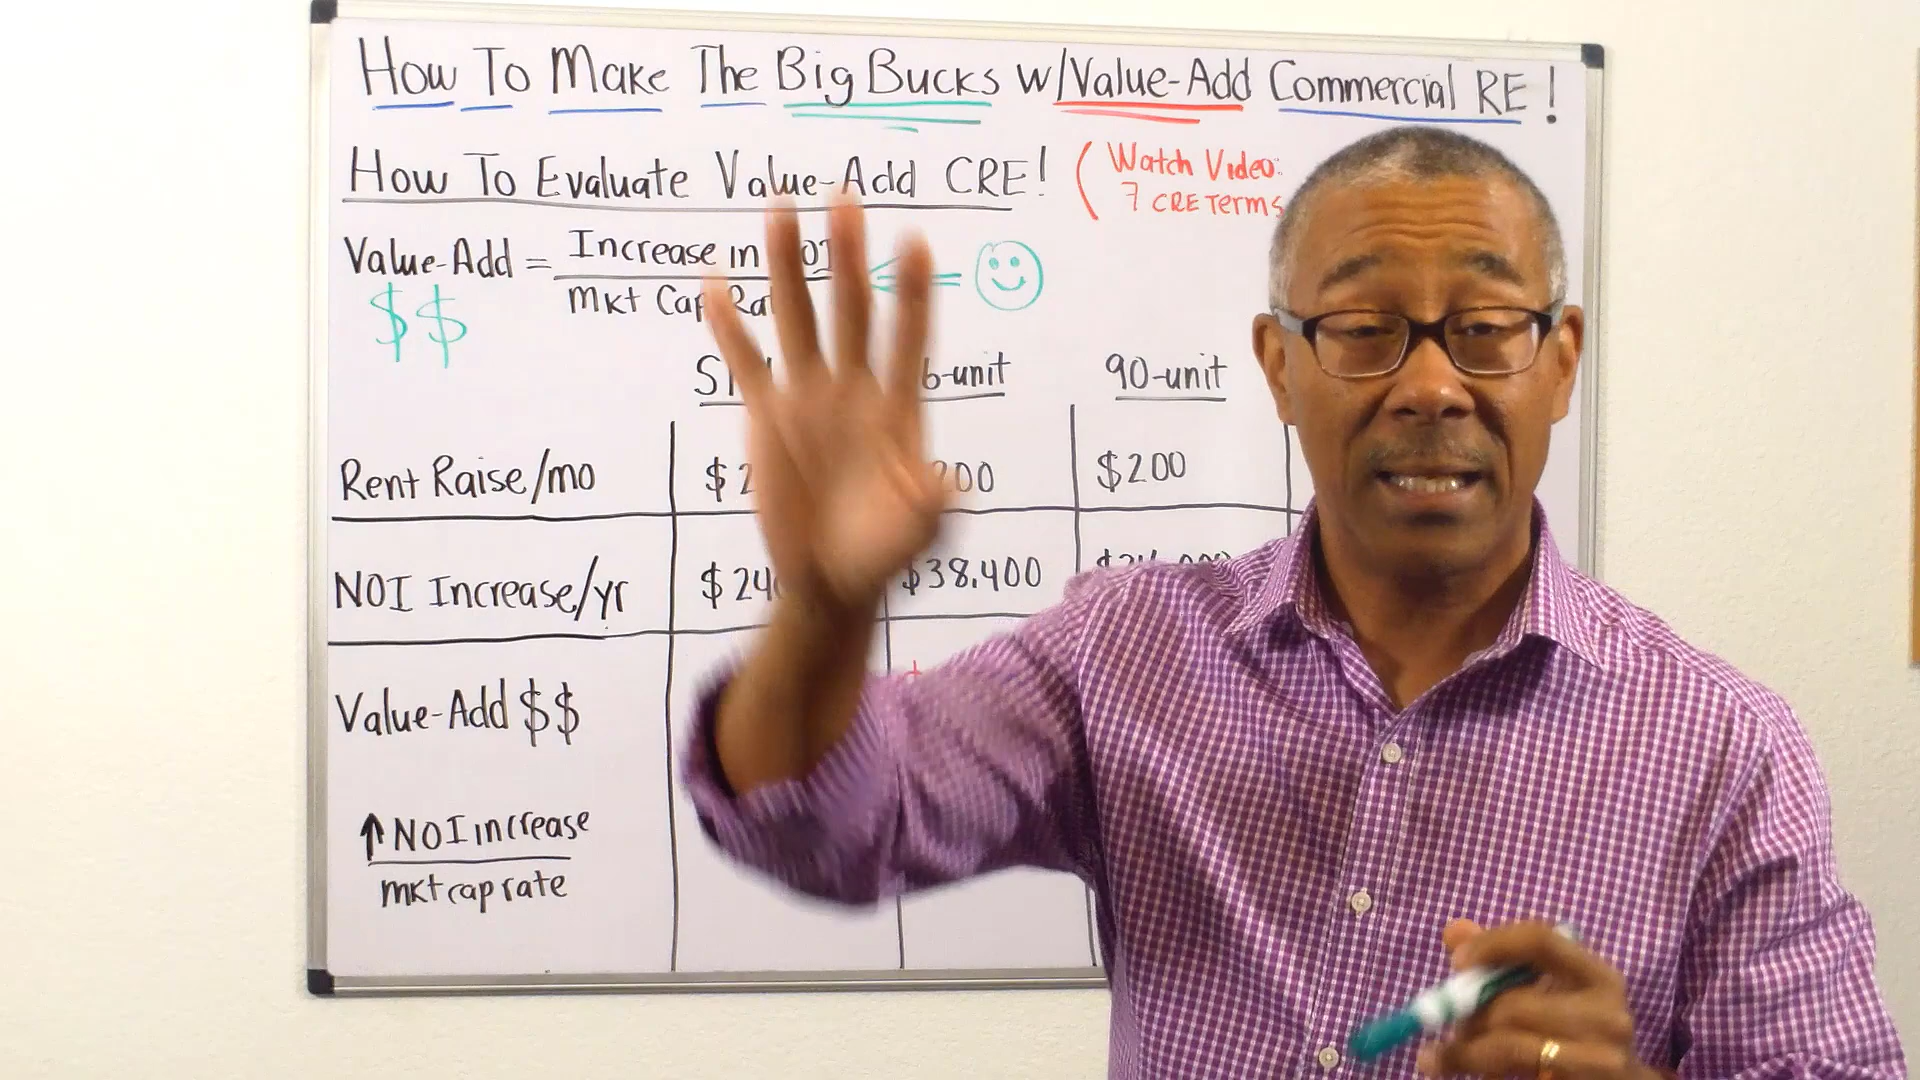 How To Make The Big Bucks w/Value-Add Commercial RE!
How To Evaluate Value-Add CRE!
(Watch Video:
7 CRE Terms
Value-Add = Increase in
Mkt Cap
$$
-unit
90-unit
Rent Raise/mo
$200
NOI Increase/yr
$38,400
Value-Add $$
↑NOI increase
mkt cap rate